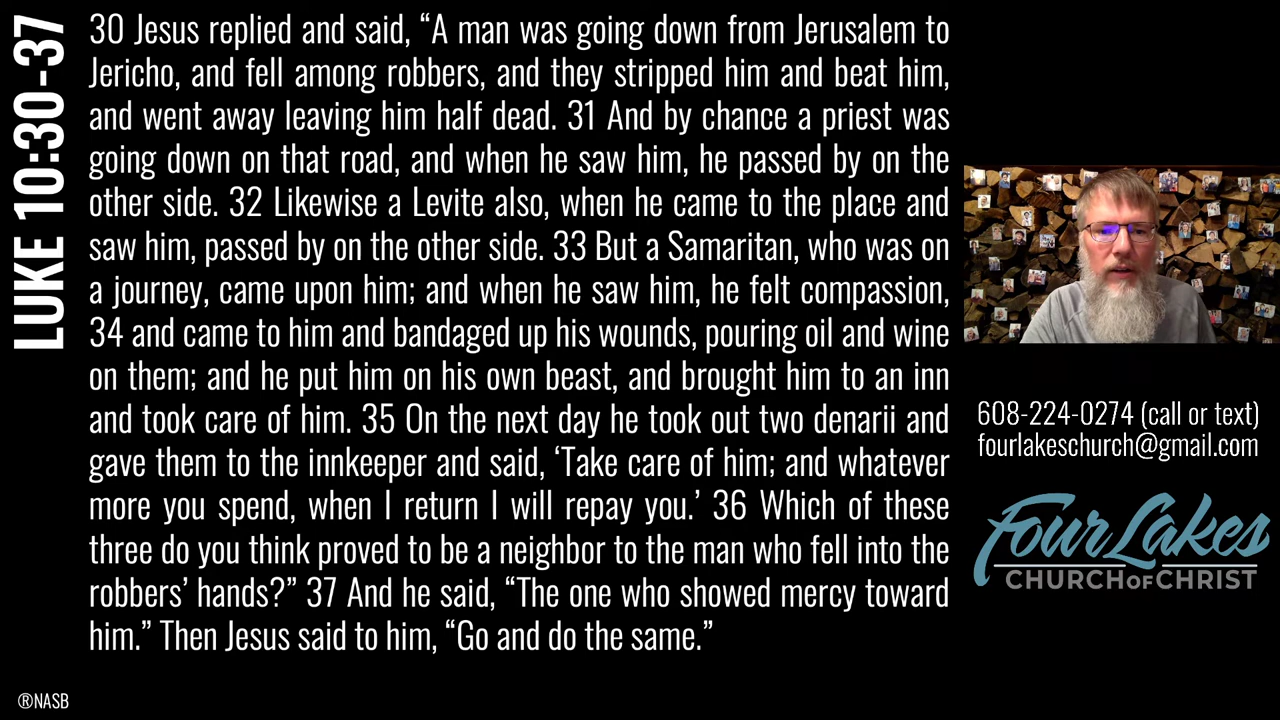 LUKE 10:30-37
30 Jesus replied and said, “A man was going down from Jerusalem to
Jericho, and fell among robbers, and they stripped him and beat him,
and went away leaving him half dead. 31 And by chance a priest was
going down on that road, and when he saw him, he passed by on the
other side. 32 Likewise a Levite also, when he came to the place and
saw him, passed by on the other side. 33 But a Samaritan, who was on
a journey, came upon him; and when he saw him, he felt compassion,
34 and came to him and bandaged up his wounds, pouring oil and wine
on them; and he put him on his own beast, and brought him to an inn
and took care of him. 35 On the next day he took out two denarii and
gave them to the innkeeper and said, ‘Take care of him; and whatever
more you spend, when I return I will repay you.’ 36 Which of these
three do you think proved to be a neighbor to the man who fell into the
robbers’ hands?” 37 And he said, “The one who showed mercy toward
him.” Then Jesus said to him, “Go and do the same.”
®NASB
608-224-0274 (call or text)
fourlakeschurch@gmail.com
Four Lakes
CHURCH OF CHRIST